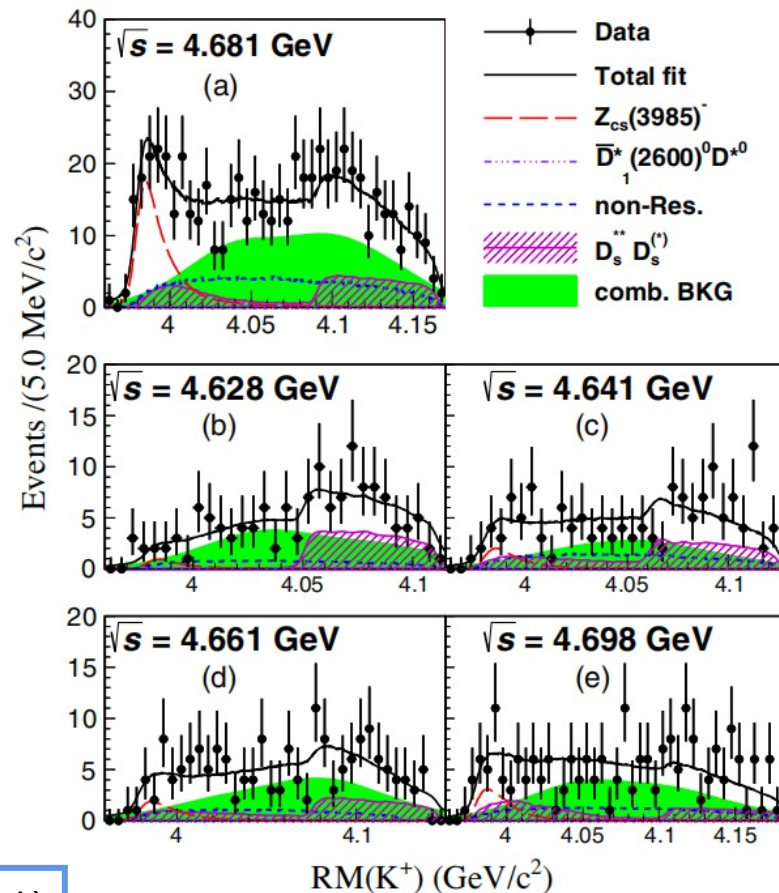 Events /(5.0 MeV/c²)
40
30
20
10
0
√s = 4.681 GeV
(a)
4
4.05
4.1
4.15
Data
Total fit
Z_cs(3985)⁻
D̄*₁(2600)⁰D*⁰
non-Res.
D_s** D_s^(*)
comb. BKG
20
15
10
5
0
√s = 4.628 GeV
(b)
4
4.05
4.1
√s = 4.641 GeV
(c)
4
4.05
4.1
20
15
10
5
0
√s = 4.661 GeV
(d)
4
4.1
√s = 4.698 GeV
(e)
4
4.05
4.1
4.15
RM(K⁺) (GeV/c²)